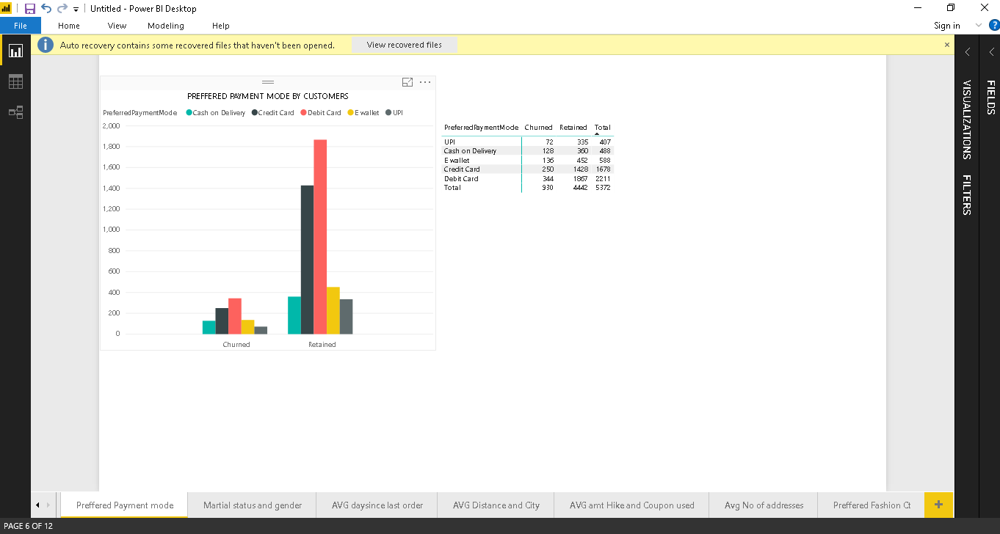 Untitled - Power BI Desktop
File Home View Modeling Help Sign in ?
i Auto recovery contains some recovered files that haven't been opened. View recovered files ×
PREFFERED PAYMENT MODE BY CUSTOMERS
PreferredPaymentMode Cash on Delivery Credit Card Debit Card E wallet UPI
2,000
1,800
1,600
1,400
1,200
1,000
800
600
400
200
0
Churned Retained
PreferredPaymentMode Churned Retained Total
UPI 72 335 407
Cash on Delivery 128 360 488
E wallet 136 452 588
Credit Card 250 1428 1678
Debit Card 344 1867 2211
Total 930 4442 5372
VISUALIZATIONS
FILTERS
FIELDS
Preffered Payment mode Martial status and gender AVG daysince last order AVG Distance and City AVG amt Hike and Coupon used Avg No of addresses Preffered Fashion Ct +
PAGE 6 OF 12